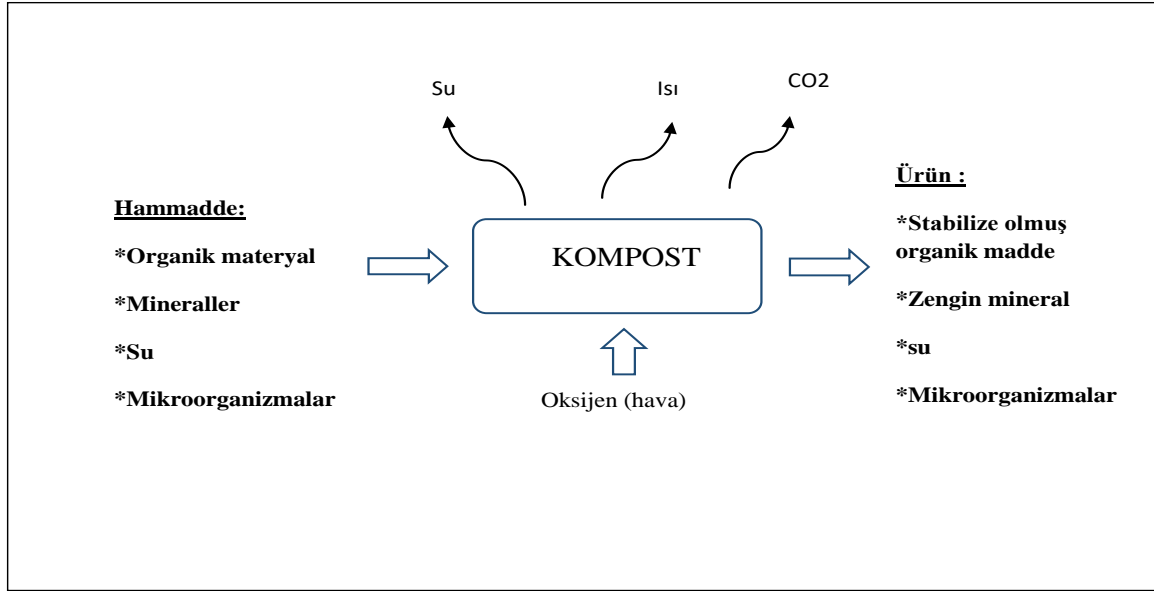 Su
Isı
CO2
Hammadde:
*Organik materyal
*Mineraller
*Su
*Mikroorganizmalar
KOMPOST
Oksijen (hava)
Ürün :
*Stabilize olmuş
organik madde
*Zengin mineral
*su
*Mikroorganizmalar